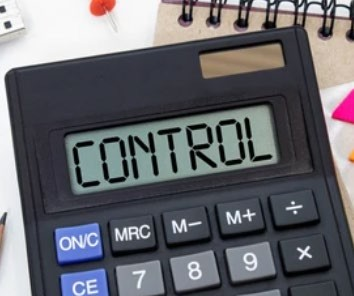 CONTROL
ON/C MRC M− M+ ÷
CE 7 8 9 ×